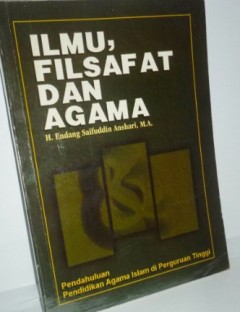 ILMU,
FILSAFAT
DAN
AGAMA
H. Endang Saifuddin Anshari, M.A.
Pendahuluan
Pendidikan Agama Islam di Perguruan Tinggi